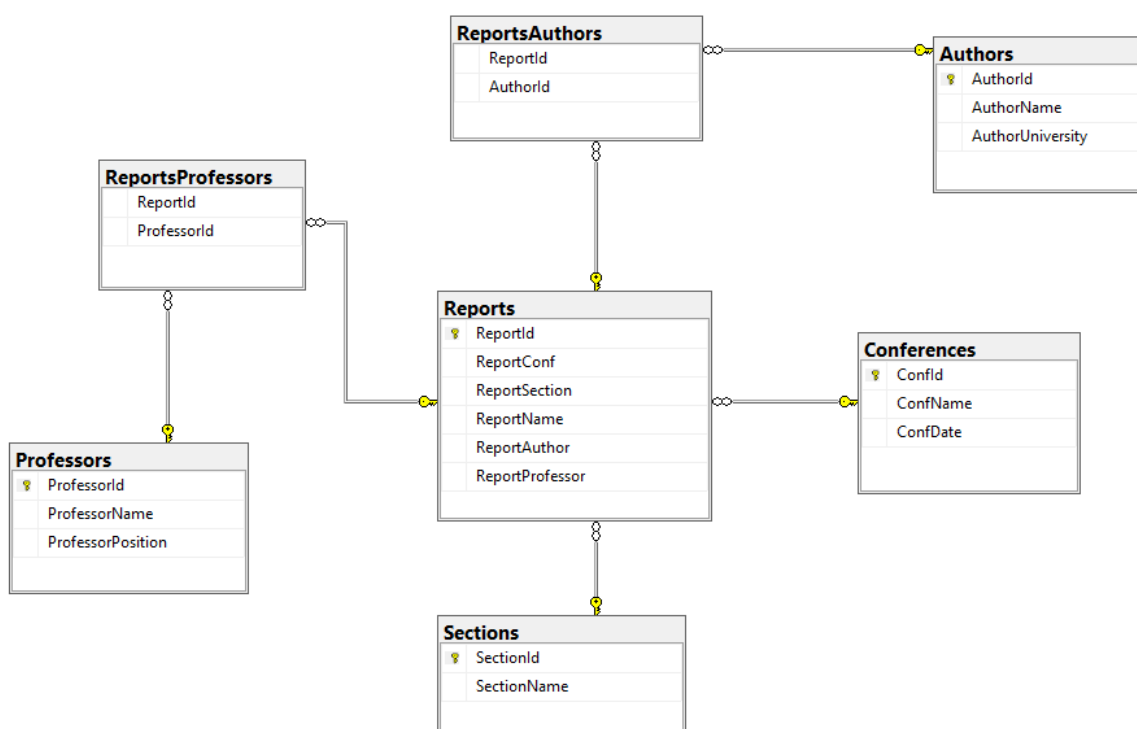 ReportsAuthors
ReportId
AuthorId
Authors
AuthorId
AuthorName
AuthorUniversity
ReportsProfessors
ReportId
ProfessorId
Reports
ReportId
ReportConf
ReportSection
ReportName
ReportAuthor
ReportProfessor
Conferences
ConfId
ConfName
ConfDate
Professors
ProfessorId
ProfessorName
ProfessorPosition
Sections
SectionId
SectionName